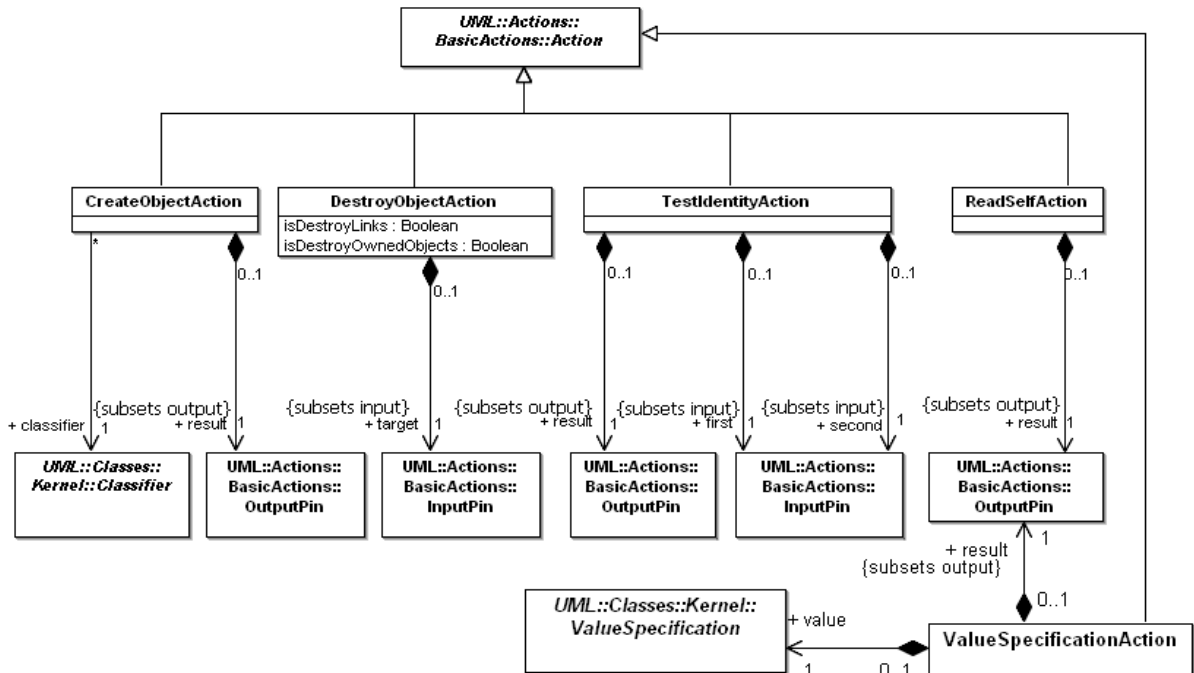 UML::Actions::
BasicActions::Action
CreateObjectAction
DestroyObjectAction
isDestroyLinks : Boolean
isDestroyOwnedObjects : Boolean
TestIdentityAction
ReadSelfAction
*
0..1
0..1
0..1
0..1
0..1
0..1
+ classifier
1
{subsets output}
+ result
1
{subsets input}
+ target
1
{subsets output}
+ result
1
{subsets input}
+ first
1
{subsets input}
+ second
1
{subsets output}
+ result
1
UML::Classes::
Kernel::Classifier
UML::Actions::
BasicActions::
OutputPin
UML::Actions::
BasicActions::
InputPin
UML::Actions::
BasicActions::
OutputPin
UML::Actions::
BasicActions::
InputPin
UML::Actions::
BasicActions::
OutputPin
+ result
1
{subsets output}
0..1
UML::Classes::Kernel::
ValueSpecification
+ value
1
0..1
ValueSpecificationAction